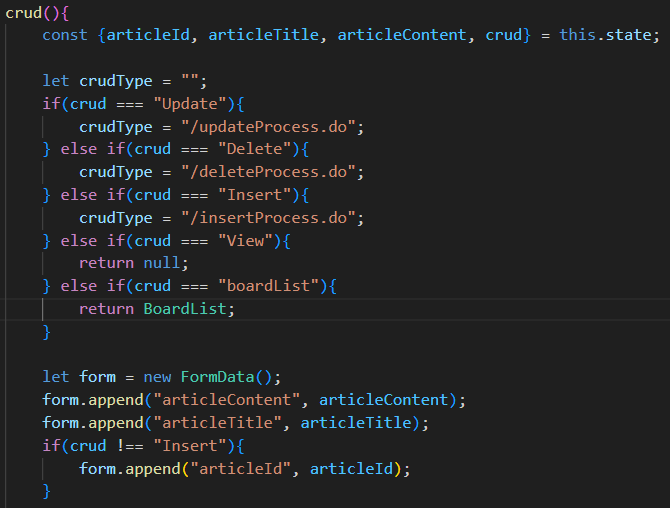 crud(){
const {articleId, articleTitle, articleContent, crud} = this.state;
let crudType = "";
if(crud === "Update"){
crudType = "/updateProcess.do";
} else if(crud === "Delete"){
crudType = "/deleteProcess.do";
} else if(crud === "Insert"){
crudType = "/insertProcess.do";
} else if(crud === "View"){
return null;
} else if(crud === "boardList"){
return BoardList;
}
let form = new FormData();
form.append("articleContent", articleContent);
form.append("articleTitle", articleTitle);
if(crud !== "Insert"){
form.append("articleId", articleId);
}